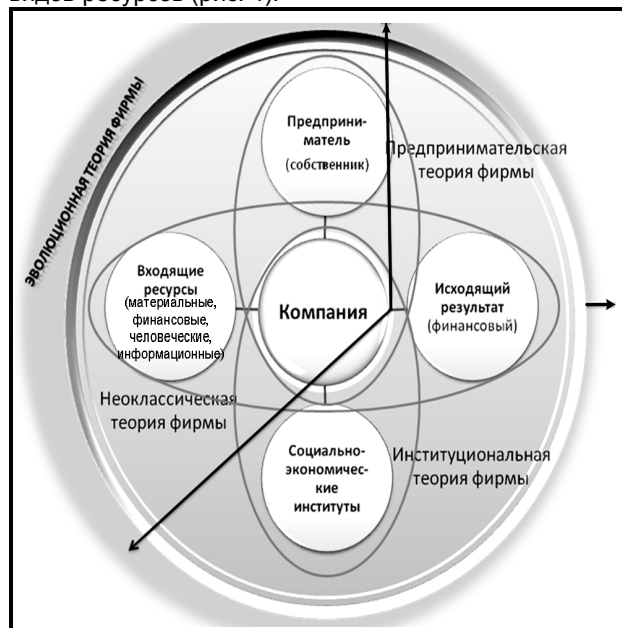 видов ресурсов (рис. 1).
ЭВОЛЮЦИОННАЯ ТЕОРИЯ ФИРМЫ
Предприни-
матель
(собственник)
Предпринимательская
теория фирмы
Входящие
ресурсы
(материальные,
финансовые,
человеческие,
информационные)
Компания
Исходящий
результат
(финансовый)
Неоклассическая
теория фирмы
Социально-
экономичес-
кие
институты
Институциональная
теория фирмы